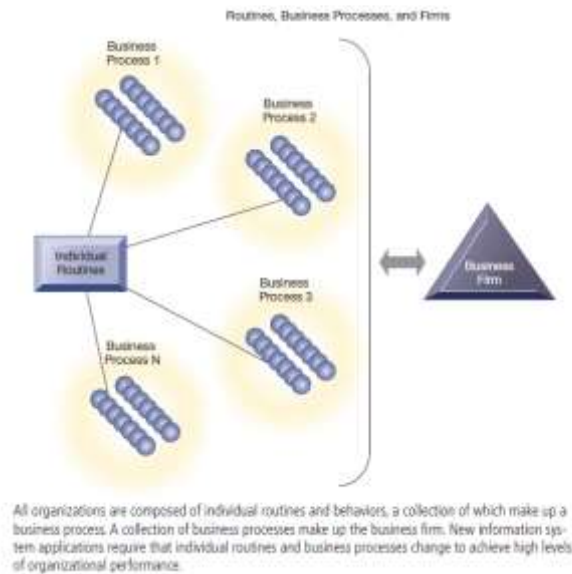 Routines, Business Processes, and Firms
Business
Process 1
Business
Process 2
Individual
Routines
Business
Firm
Business
Process 3
Business
Process N
All organizations are composed of individual routines and behaviors, a collection of which make up a
business process. A collection of business processes make up the business firm. New information sys-
tem applications require that individual routines and business processes change to achieve high levels
of organizational performance.